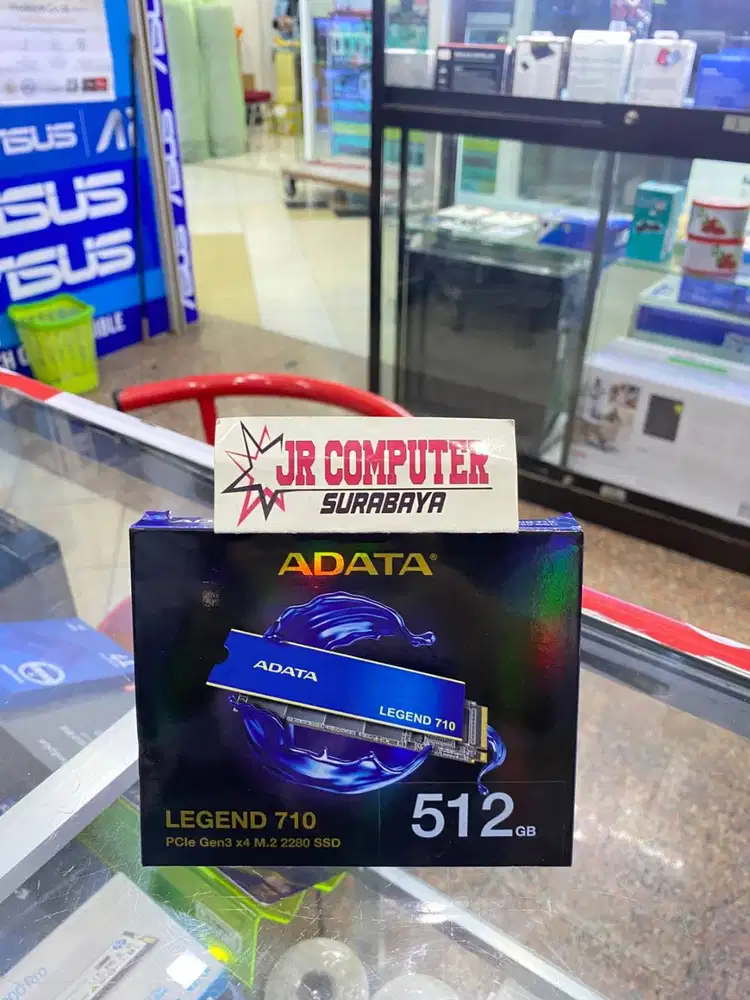 ASUS
ASUS
ASUS
JR COMPUTER
SURABAYA
ADATA®
ADATA
LEGEND 710
LEGEND 710
PCIe Gen3 x4 M.2 2280 SSD
512GB